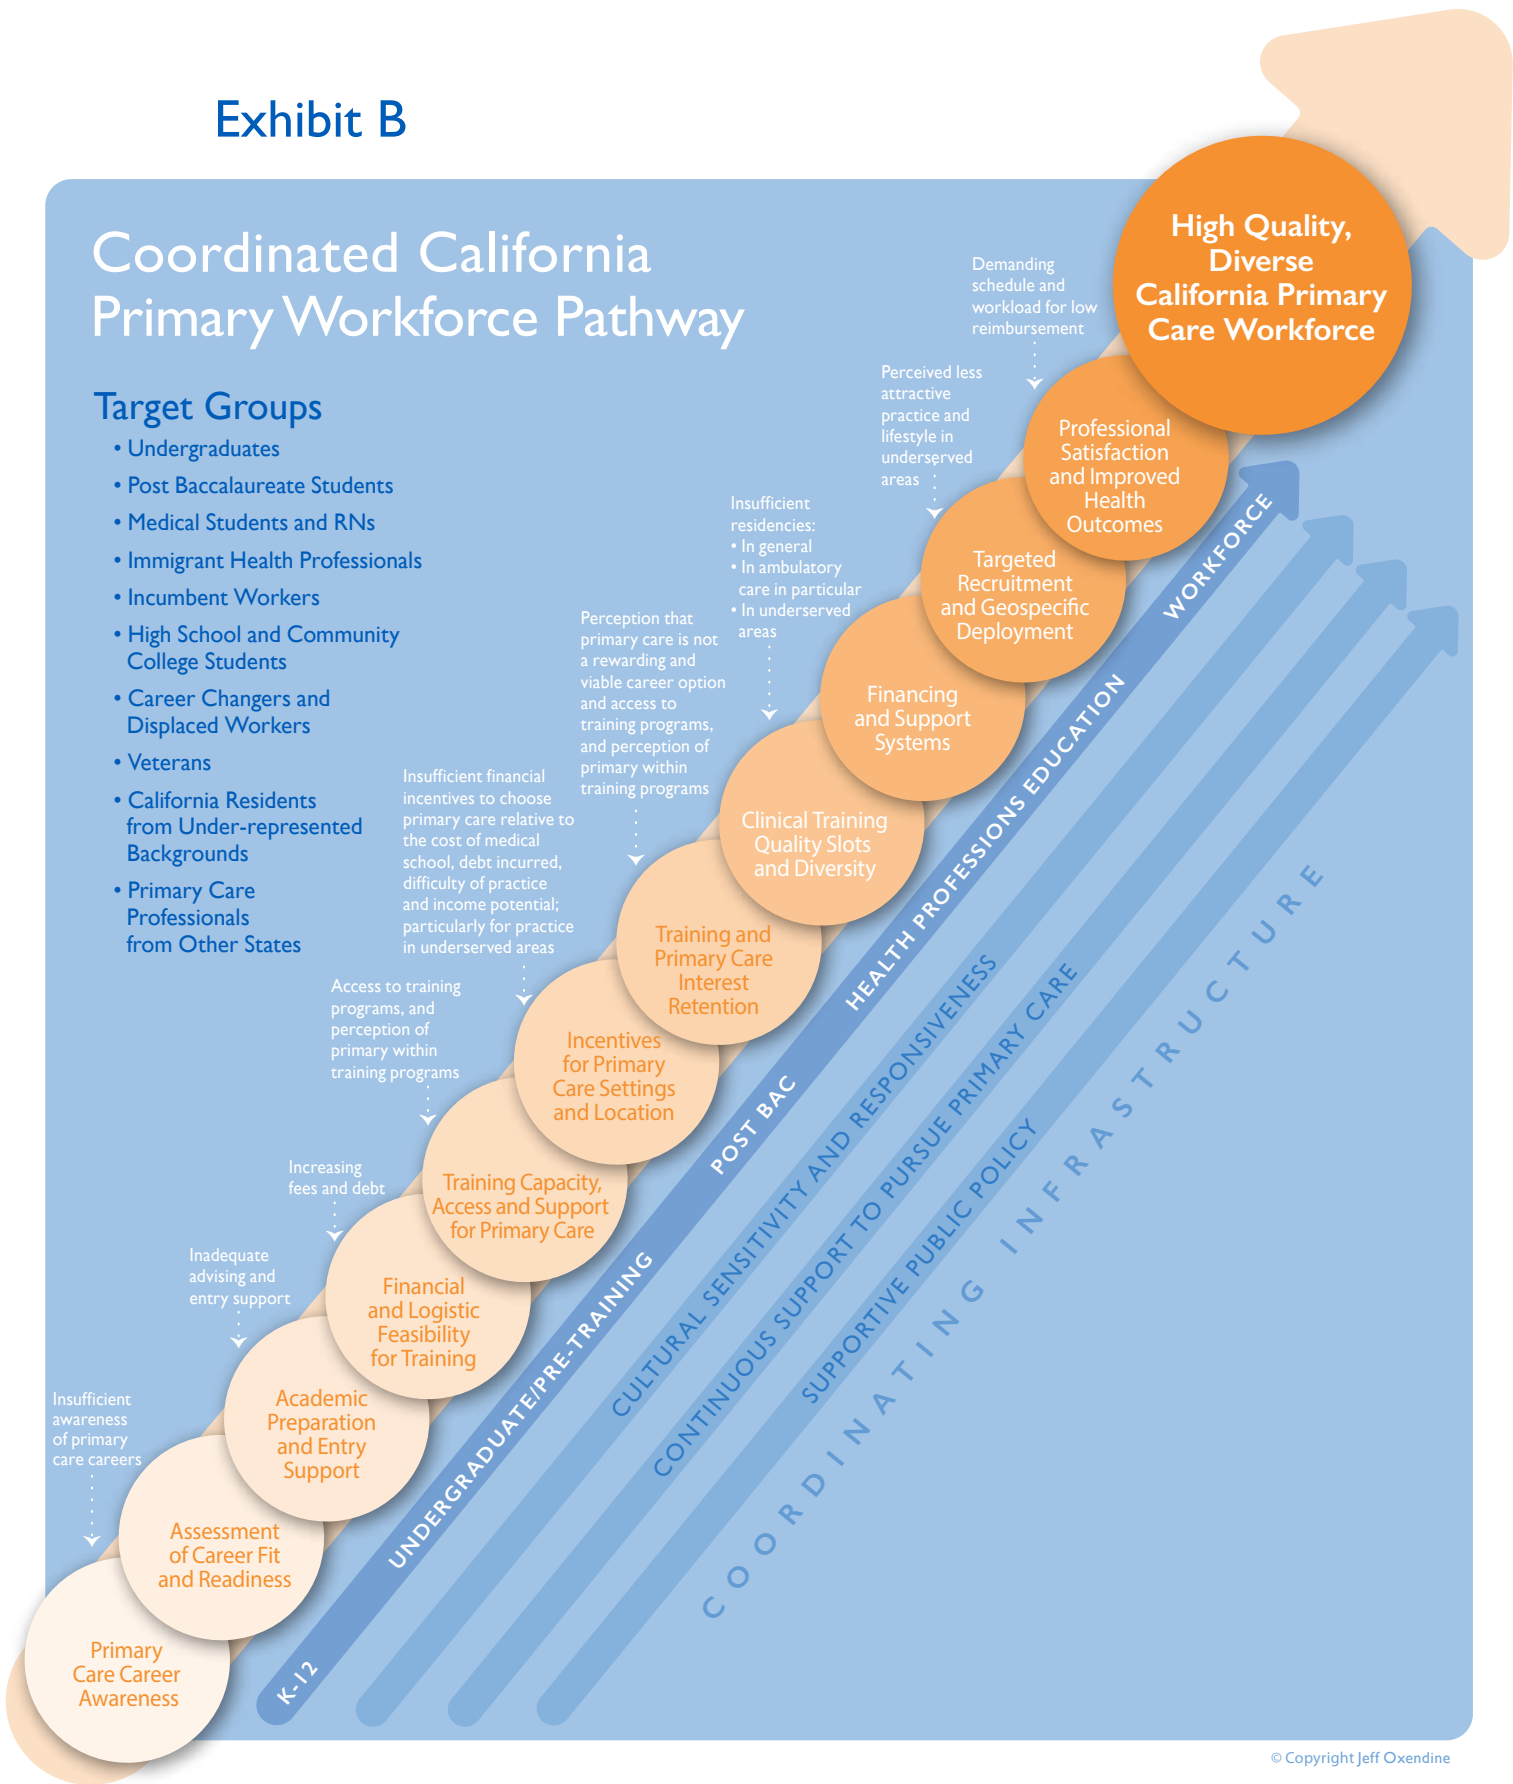 Exhibit B
Coordinated California
Primary Workforce Pathway
Target Groups
• Undergraduates
• Post Baccalaureate Students
• Medical Students and RNs
• Immigrant Health Professionals
• Incumbent Workers
• High School and Community
College Students
• Career Changers and
Displaced Workers
• Veterans
• California Residents
from Under-represented
Backgrounds
• Primary Care
Professionals
from Other States
Insufficient
awareness
of primary
care careers
Inadequate
advising and
entry support
Increasing
fees and debt
Access to training
programs, and
perception of
primary within
training programs
Insufficient financial
incentives to choose
primary care relative to
the cost of medical
school, debt incurred,
difficulty of practice
and income potential;
particularly for practice
in underserved areas
Perception that
primary care is not
a rewarding and
viable career option
and access to
training programs,
and perception of
primary within
training programs
Insufficient
residencies:
• In general
• In ambulatory
care in particular
• In underserved
areas
Perceived less
attractive
practice and
lifestyle in
underserved
areas
Demanding
schedule and
workload for low
reimbursement
Primary
Care Career
Awareness
Assessment
of Career Fit
and Readiness
Academic
Preparation
and Entry
Support
Financial
and Logistic
Feasibility
for Training
Training Capacity,
Access and Support
for Primary Care
Incentives
for Primary
Care Settings
and Location
Training and
Primary Care
Interest
Retention
Clinical Training
Quality Slots
and Diversity
Financing
and Support
Systems
Targeted
Recruitment
and Geospecific
Deployment
Professional
Satisfaction
and Improved
Health
Outcomes
High Quality,
Diverse
California Primary
Care Workforce
K-12
UNDERGRADUATE/PRE-TRAINING
POST BAC
HEALTH PROFESSIONS EDUCATION
WORKFORCE
CULTURAL SENSITIVITY AND RESPONSIVENESS
CONTINUOUS SUPPORT TO PURSUE PRIMARY CARE
SUPPORTIVE PUBLIC POLICY
COORDINATING INFRASTRUCTURE
© Copyright Jeff Oxendine